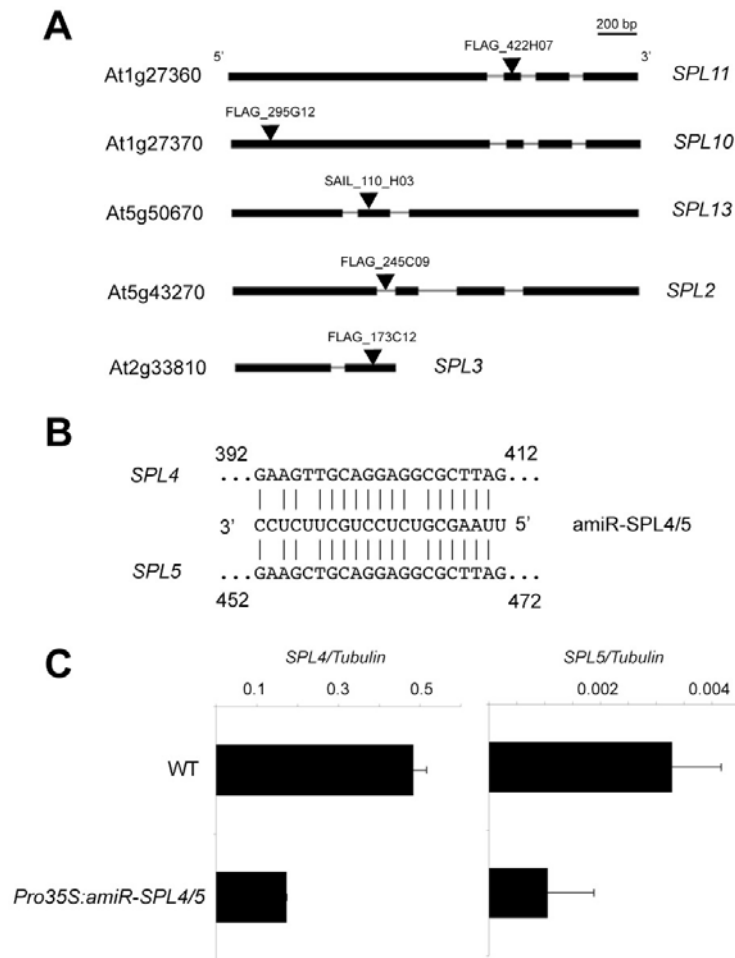 A
200 bp
5'
FLAG_422H07
3'
At1g27360
SPL11
FLAG_295G12
At1g27370
SPL10
SAIL_110_H03
At5g50670
SPL13
FLAG_245C09
At5g43270
SPL2
FLAG_173C12
At2g33810
SPL3
B
392 412
SPL4 ...GAAGTTGCAGGAGGCGCTTAG...
3' CCUCUUCGUCCUCUGCGAAUU 5' amiR-SPL4/5
SPL5 ...GAAGCTGCAGGAGGCGCTTAG...
452 472
C
SPL4/Tubulin SPL5/Tubulin
0.1 0.3 0.5 0.002 0.004
WT
Pro35S:amiR-SPL4/5